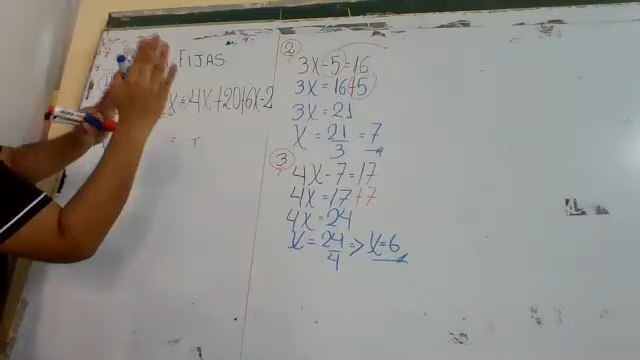 FIJAS
x = 4x+20+6x-2
=
2
3x-5=16
3x = 16+5
3x = 21
x = 21/3 = 7
3
4x-7=17
4x = 17+7
4x = 24
x = 24/4 => x=6